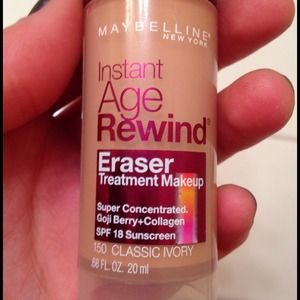 MAYBELLINE
NEW YORK
Instant
Age
Rewind®
Eraser
Treatment Makeup
Super Concentrated.
Goji Berry+Collagen
SPF 18 Sunscreen
150 CLASSIC IVORY
.68 FL. OZ. 20 ml